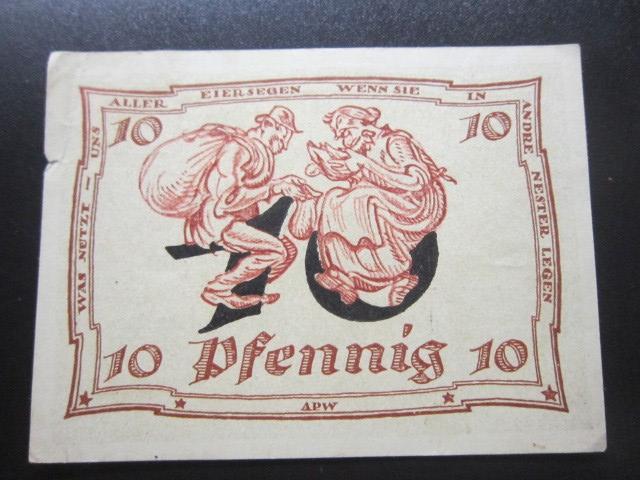 WAS NÜTZT – UNS ALLER EIERSEGEN WENN SIE IN ANDRE NESTER LEGEN
10 10
10
10 Pfennig 10
APW